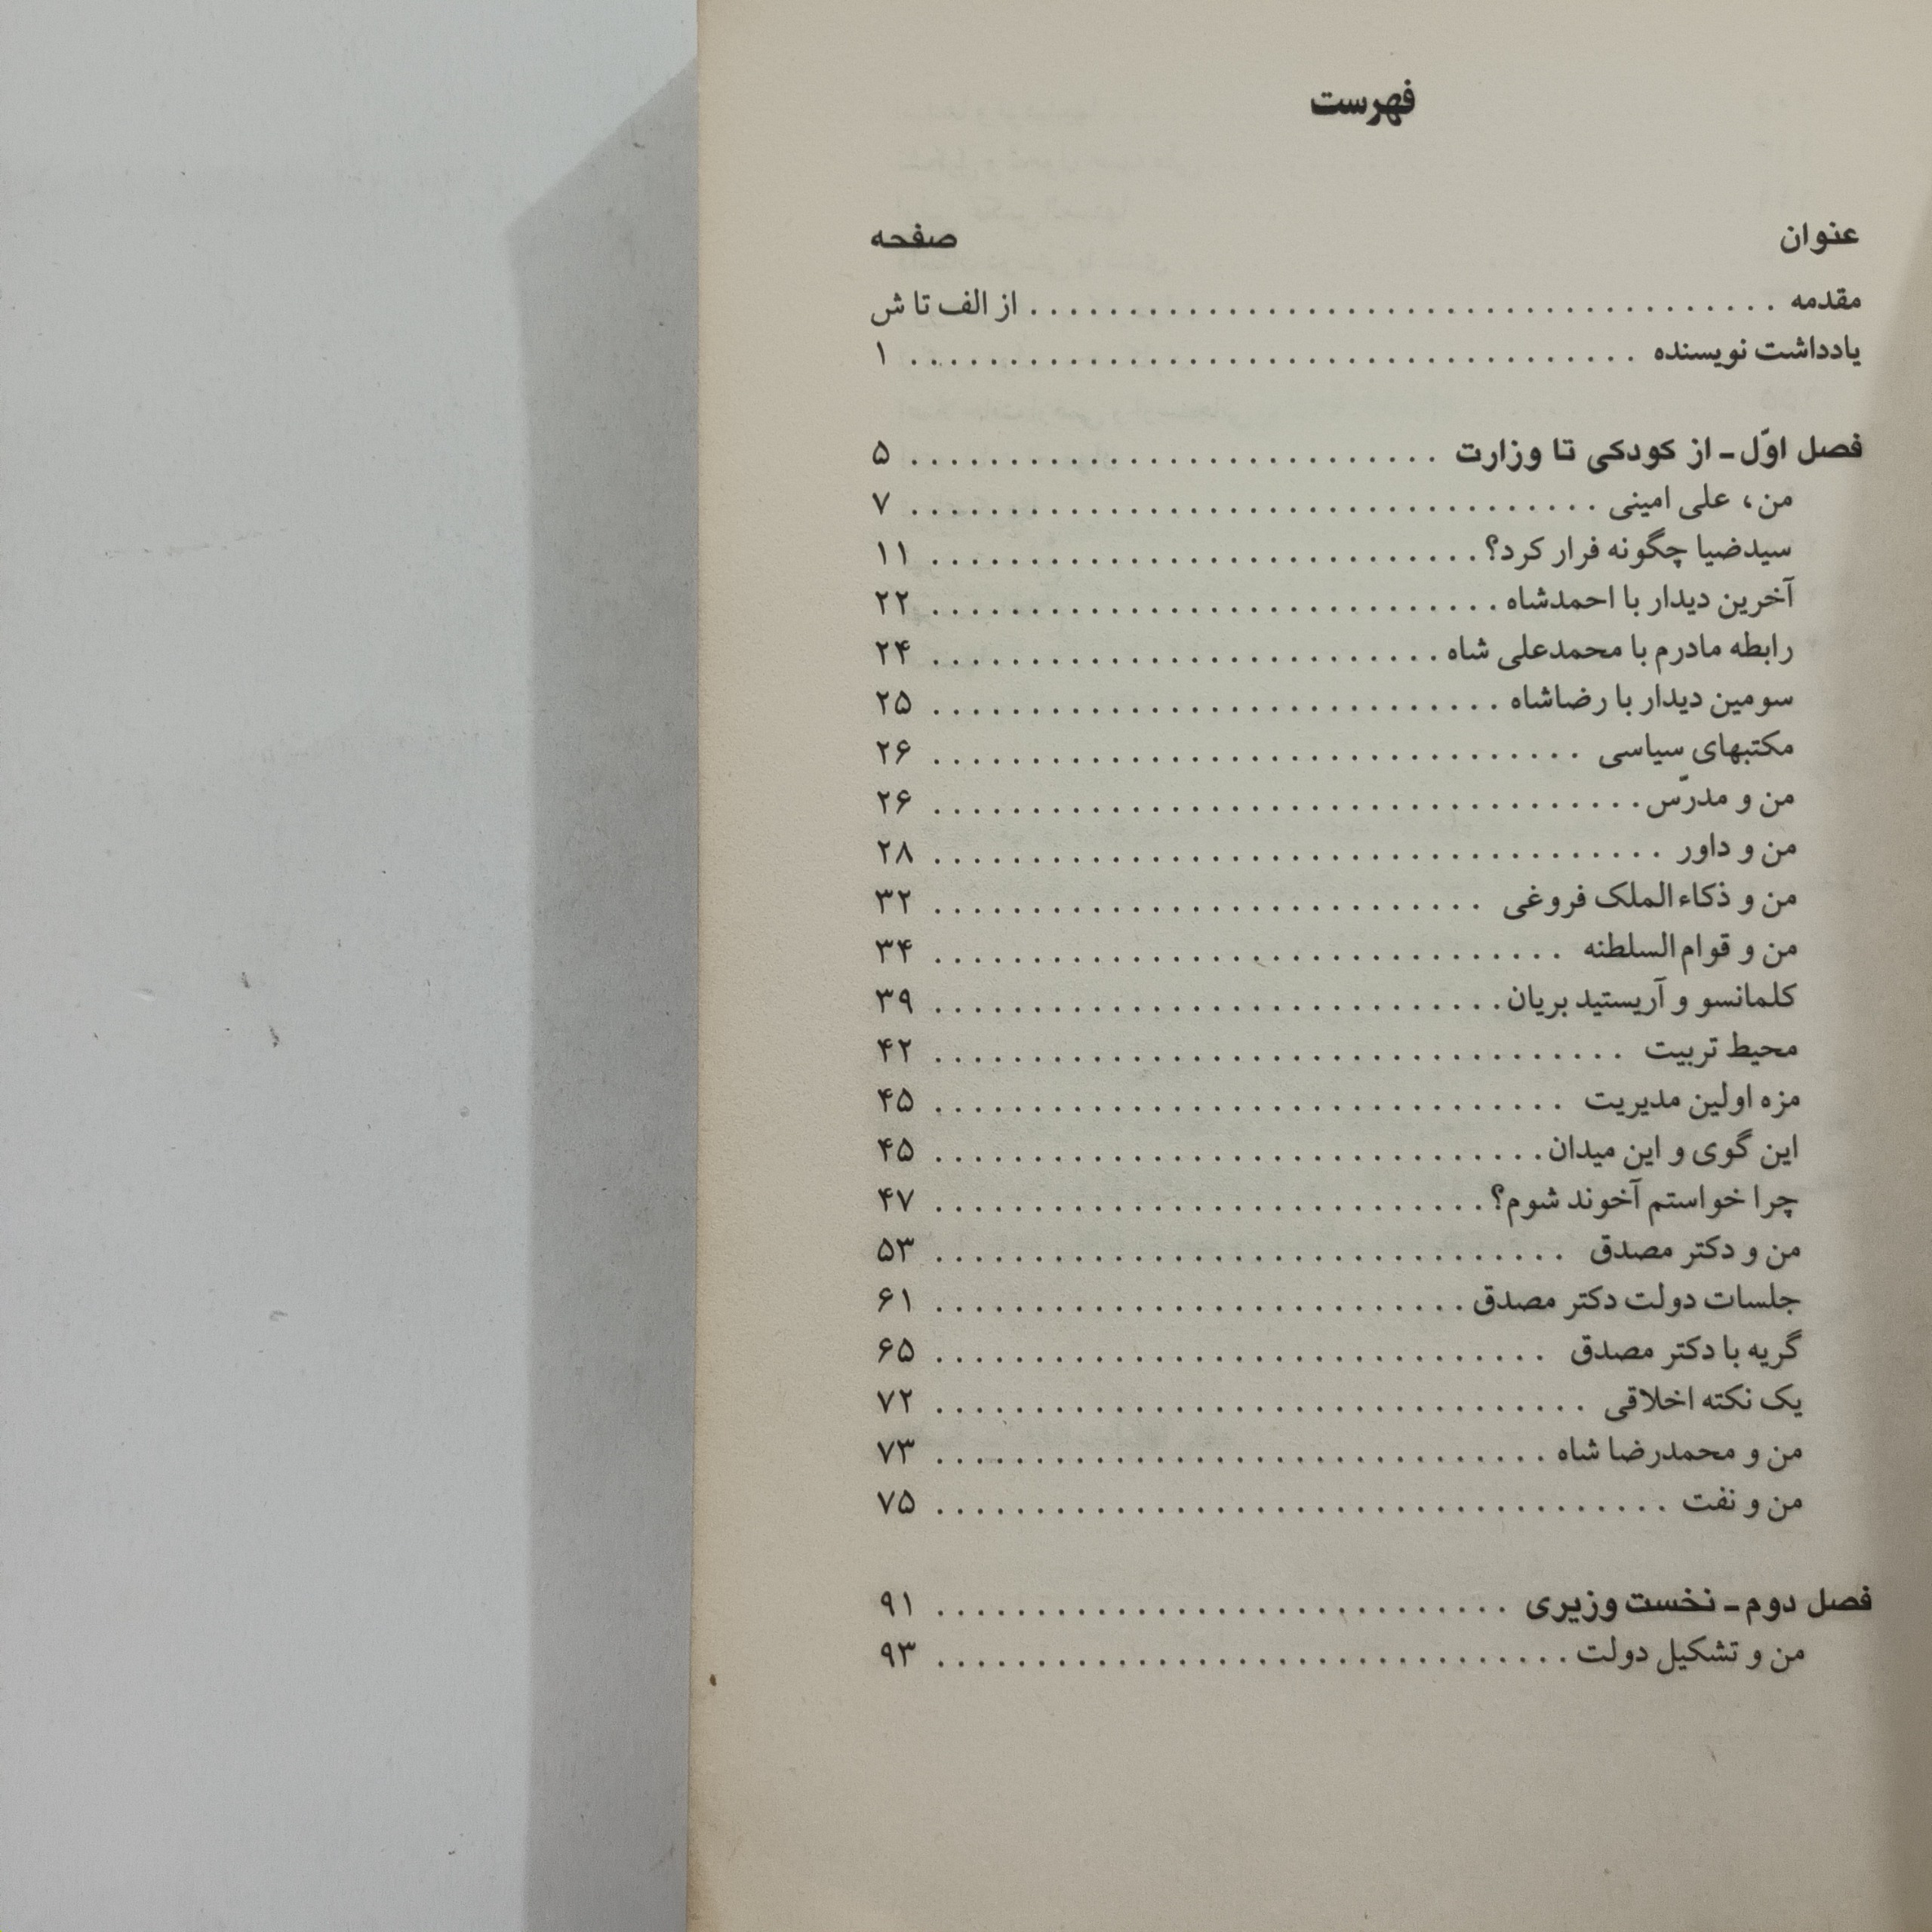 فهرست
عنوان صفحه
مقدمه . . . . . . . . . . . . . . . . . . . . از الف تا ش
یادداشت نویسنده . . . . . . . . . . . . . . . . . . . . ۱
فصل اوّل ـ از کودکی تا وزارت . . . . . . . . . . . . . . . . . . . . ۵
من، علی امینی . . . . . . . . . . . . . . . . . . . . ۷
سیدضیا چگونه فرار کرد؟ . . . . . . . . . . . . . . . . . . . . ۱۱
آخرین دیدار با احمدشاه . . . . . . . . . . . . . . . . . . . . ۲۲
رابطه مادرم با محمدعلی شاه . . . . . . . . . . . . . . . . . . . . ۲۴
سومین دیدار با رضاشاه . . . . . . . . . . . . . . . . . . . . ۲۵
مکتبهای سیاسی . . . . . . . . . . . . . . . . . . . . ۲۶
من و مدرّس . . . . . . . . . . . . . . . . . . . . ۲۶
من و داور . . . . . . . . . . . . . . . . . . . . ۲۸
من و ذکاءالملک فروغی . . . . . . . . . . . . . . . . . . . . ۳۲
من و قوام‌السلطنه . . . . . . . . . . . . . . . . . . . . ۳۴
کلمانسو و آریستید بریان . . . . . . . . . . . . . . . . . . . . ۳۹
محیط تربیت . . . . . . . . . . . . . . . . . . . . ۴۲
مزه اولین مدیریت . . . . . . . . . . . . . . . . . . . . ۴۵
این گوی و این میدان . . . . . . . . . . . . . . . . . . . . ۴۵
چرا خواستم آخوند شوم؟ . . . . . . . . . . . . . . . . . . . . ۴۷
من و دکتر مصدق . . . . . . . . . . . . . . . . . . . . ۵۳
جلسات دولت دکتر مصدق . . . . . . . . . . . . . . . . . . . . ۶۱
گریه با دکتر مصدق . . . . . . . . . . . . . . . . . . . . ۶۵
یک نکته اخلاقی . . . . . . . . . . . . . . . . . . . . ۷۲
من و محمدرضا شاه . . . . . . . . . . . . . . . . . . . . ۷۳
من و نفت . . . . . . . . . . . . . . . . . . . . ۷۵
فصل دوم ـ نخست وزیری . . . . . . . . . . . . . . . . . . . . ۹۱
من و تشکیل دولت . . . . . . . . . . . . . . . . . . . . ۹۳